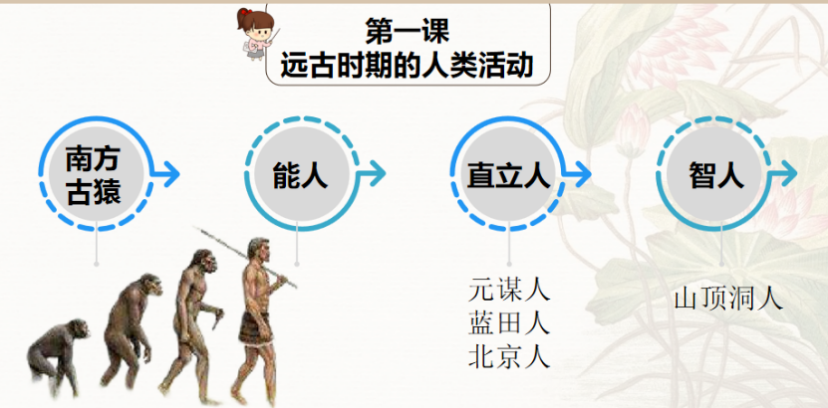 第一课
远古时期的人类活动
南方
古猿
能人
直立人
智人
元谋人
蓝田人
北京人
山顶洞人